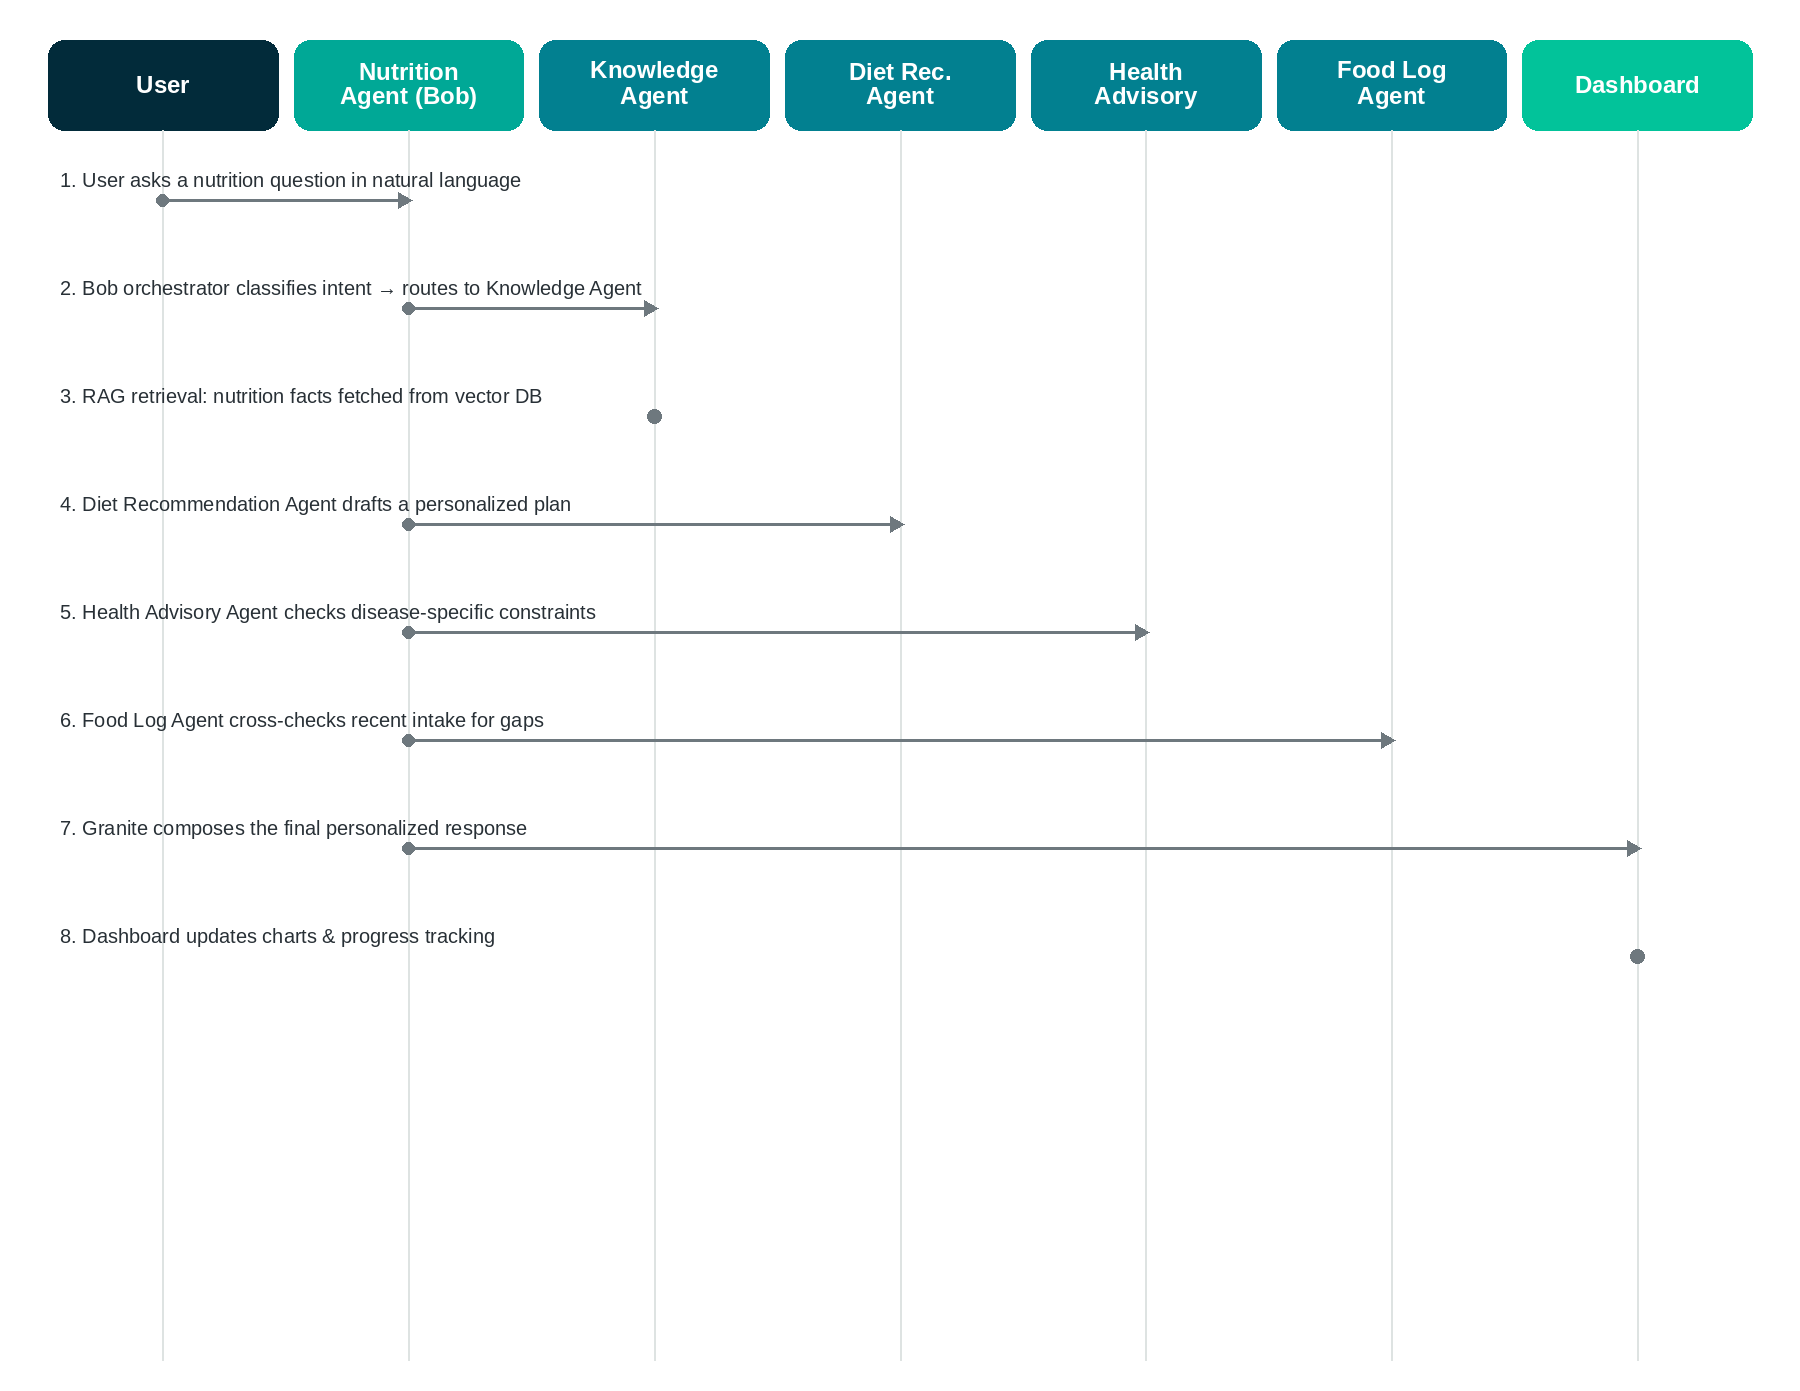 User
Nutrition
Agent (Bob)
Knowledge
Agent
Diet Rec.
Agent
Health
Advisory
Food Log
Agent
Dashboard
1. User asks a nutrition question in natural language
2. Bob orchestrator classifies intent → routes to Knowledge Agent
3. RAG retrieval: nutrition facts fetched from vector DB
4. Diet Recommendation Agent drafts a personalized plan
5. Health Advisory Agent checks disease-specific constraints
6. Food Log Agent cross-checks recent intake for gaps
7. Granite composes the final personalized response
8. Dashboard updates charts & progress tracking